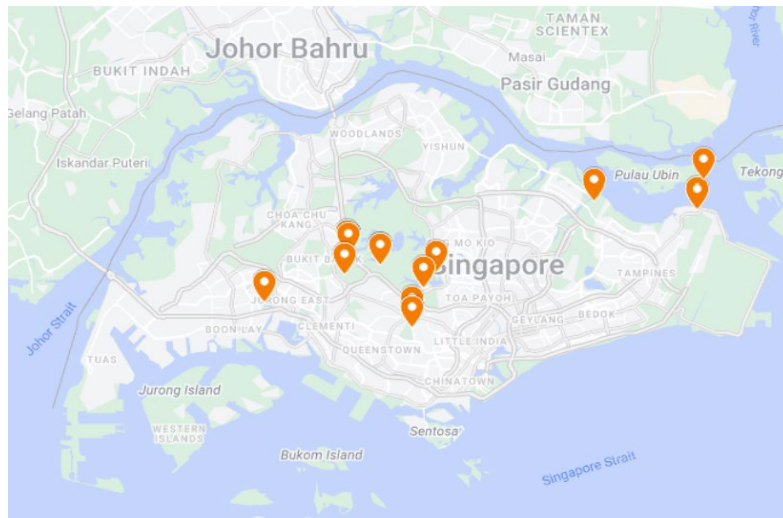 TAMAN
SCIENTEX
Johor River
Johor Bahru
Masai
BUKIT INDAH
Pasir Gudang
Gelang Patah
WOODLANDS
YISHUN
Iskandar Puteri
Pulau Ubin
Tekong
CHOA CHU
KANG
MO KIO
BUKIT
Singapore
TAMPINES
JURONG EAST
TOA PAYOH
BEDOK
GEYLANG
BOON LAY
CLEMENTI
LITTLE INDIA
Johor Strait
QUEENSTOWN
TUAS
CHINATOWN
Jurong Island
WESTERN
ISLANDS
Sentosa
Bukom Island
Singapore Strait